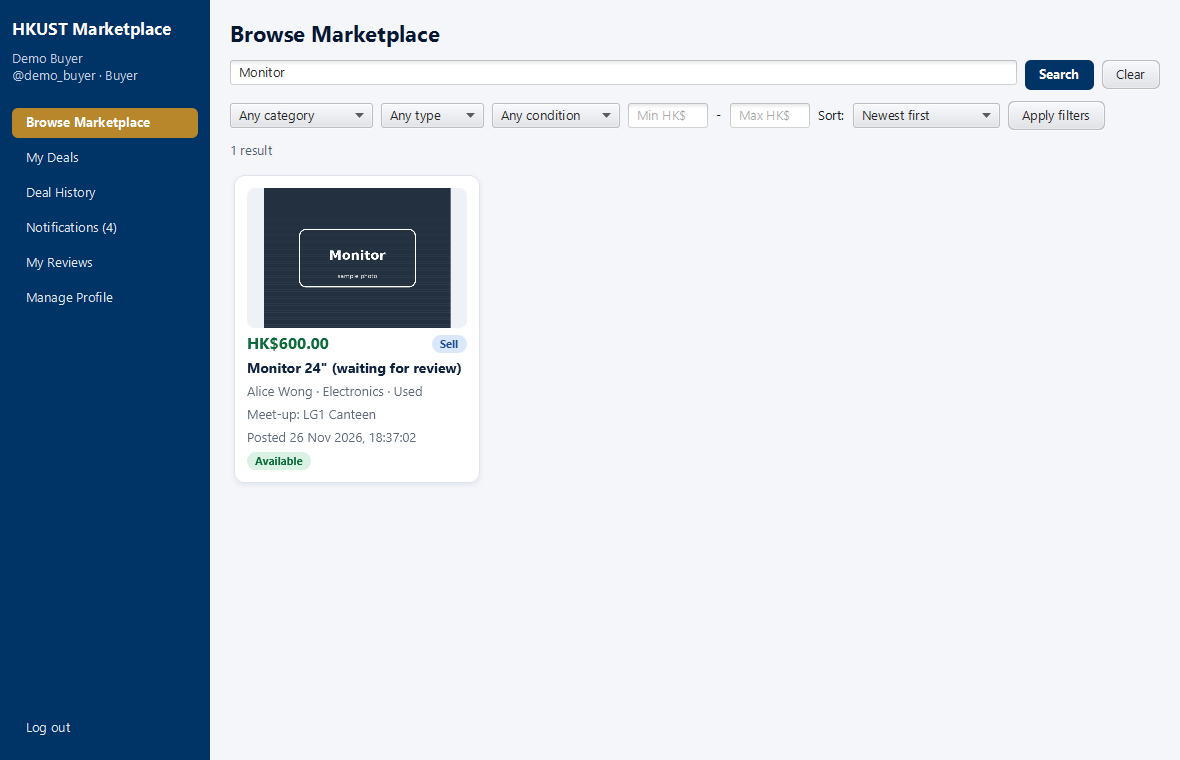 HKUST Marketplace
Demo Buyer
@demo_buyer · Buyer
Browse Marketplace
My Deals
Deal History
Notifications (4)
My Reviews
Manage Profile
Log out
Browse Marketplace
Monitor
Search
Clear
Any category
Any type
Any condition
Min HK$
-
Max HK$
Sort:
Newest first
Apply filters
1 result
Monitor
sample photo
HK$600.00
Sell
Monitor 24" (waiting for review)
Alice Wong · Electronics · Used
Meet-up: LG1 Canteen
Posted 26 Nov 2026, 18:37:02
Available